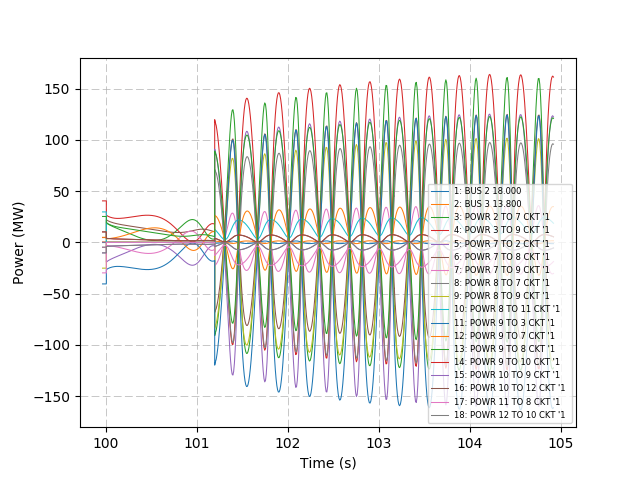 150
100
50
0
−50
−100
−150
Power (MW)
1: BUS 2 18.000
2: BUS 3 13.800
3: POWR 2 TO 7 CKT '1
4: POWR 3 TO 9 CKT '1
5: POWR 7 TO 2 CKT '1
6: POWR 7 TO 8 CKT '1
7: POWR 7 TO 9 CKT '1
8: POWR 8 TO 7 CKT '1
9: POWR 8 TO 9 CKT '1
10: POWR 8 TO 11 CKT '1
11: POWR 9 TO 3 CKT '1
12: POWR 9 TO 7 CKT '1
13: POWR 9 TO 8 CKT '1
14: POWR 9 TO 10 CKT '1
15: POWR 10 TO 9 CKT '1
16: POWR 10 TO 12 CKT '1
17: POWR 11 TO 8 CKT '1
18: POWR 12 TO 10 CKT '1
100 101 102 103 104 105
Time (s)